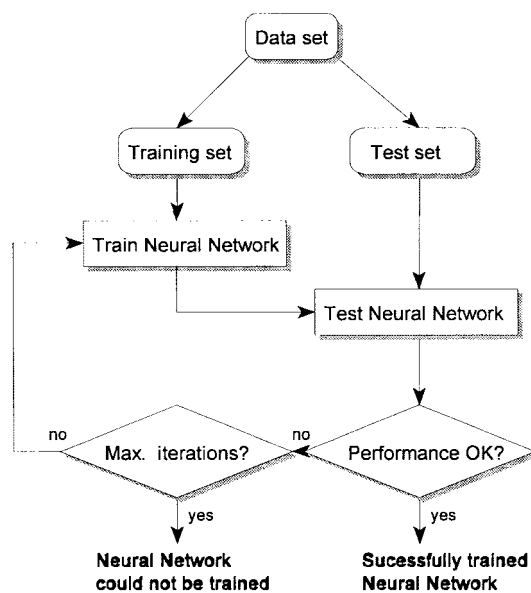 Data set
Training set
Test set
Train Neural Network
Test Neural Network
no
Max. iterations?
no
Performance OK?
yes
yes
Neural Network
could not be trained
Sucessfully trained
Neural Network